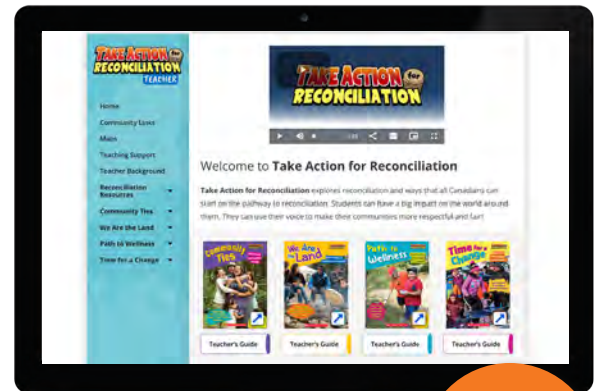 TAKE ACTION for
RECONCILIATION
TEACHER
Home
Community Links
Main
Teaching Support
Teacher Background
Reconciliation
Resources
Community Ties
We Are the Land
Path to Wellness
Time for a Change
TAKE ACTION for
RECONCILIATION
Welcome to Take Action for Reconciliation
Take Action for Reconciliation explores reconciliation and ways that all Canadians can
start on the pathway to reconciliation. Students can have a big impact on the world around
them. They can use their voice to make their communities more respectful and fair!
Community
Ties
We Are
the Land
Path to
Wellness
Time for a
Change
Teacher's Guide
Teacher's Guide
Teacher's Guide
Teacher's Guide